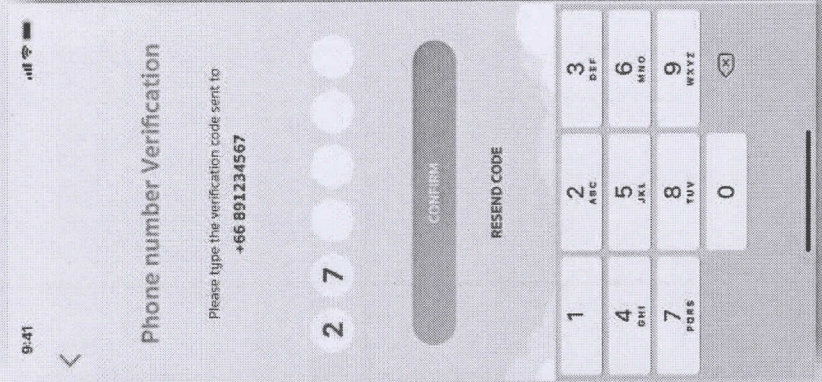 9:41
Phone number Verification
Please type the verification code sent to
+66 891234567
2 7
CONFIRM
RESEND CODE
1 2 3
ABC DEF
4 5 6
GHI JKL MNO
7 8 9
PQRS TUV WXYZ
0